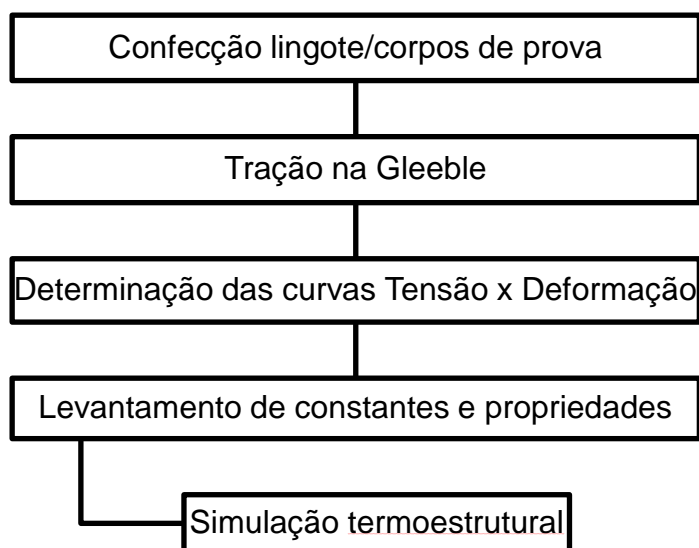 Confecção lingote/corpos de prova
Tração na Gleeble
Determinação das curvas Tensão x Deformação
Levantamento de constantes e propriedades
Simulação termoestrutural